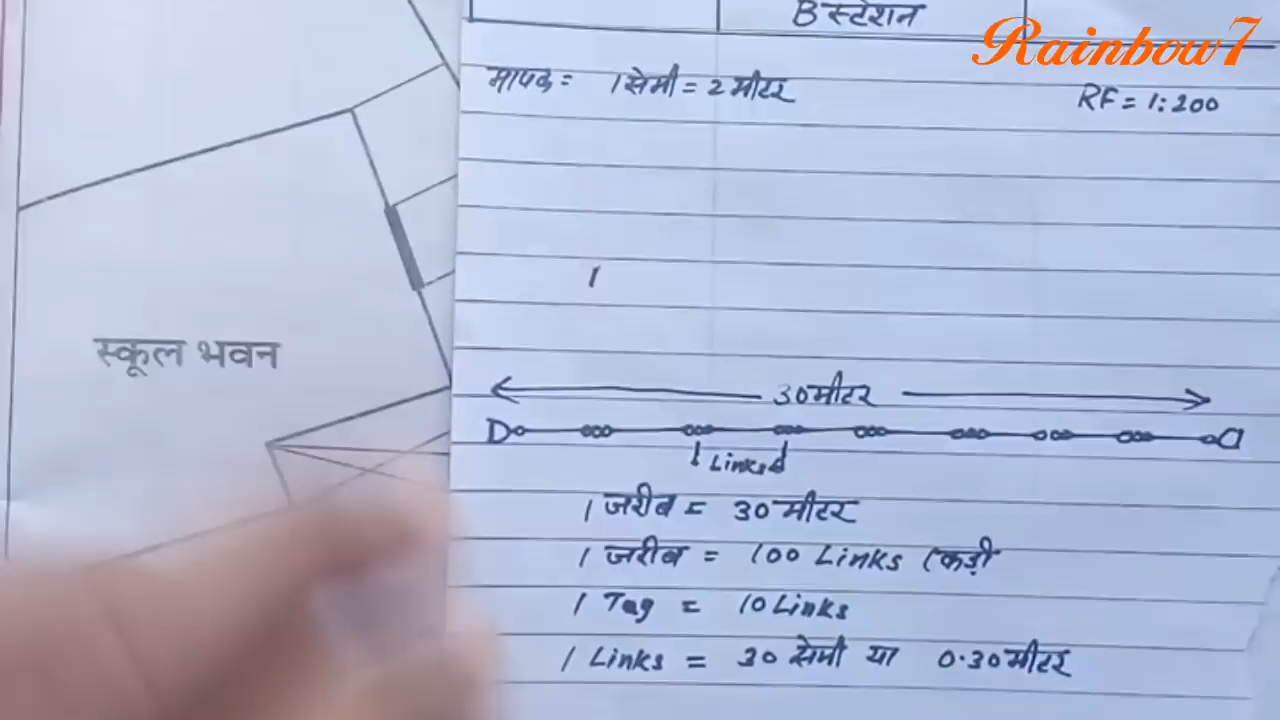 B स्टेशन
Rainbow7
मापक = 1 सेमी = 2 मीटर
RF = 1:200
1
स्कूल भवन
30 मीटर
Links
1 जरीब = 30 मीटर
1 जरीब = 100 Links (कड़ी
1 Tag = 10 Links
1 Links = 30 सेमी या 0.30 मीटर